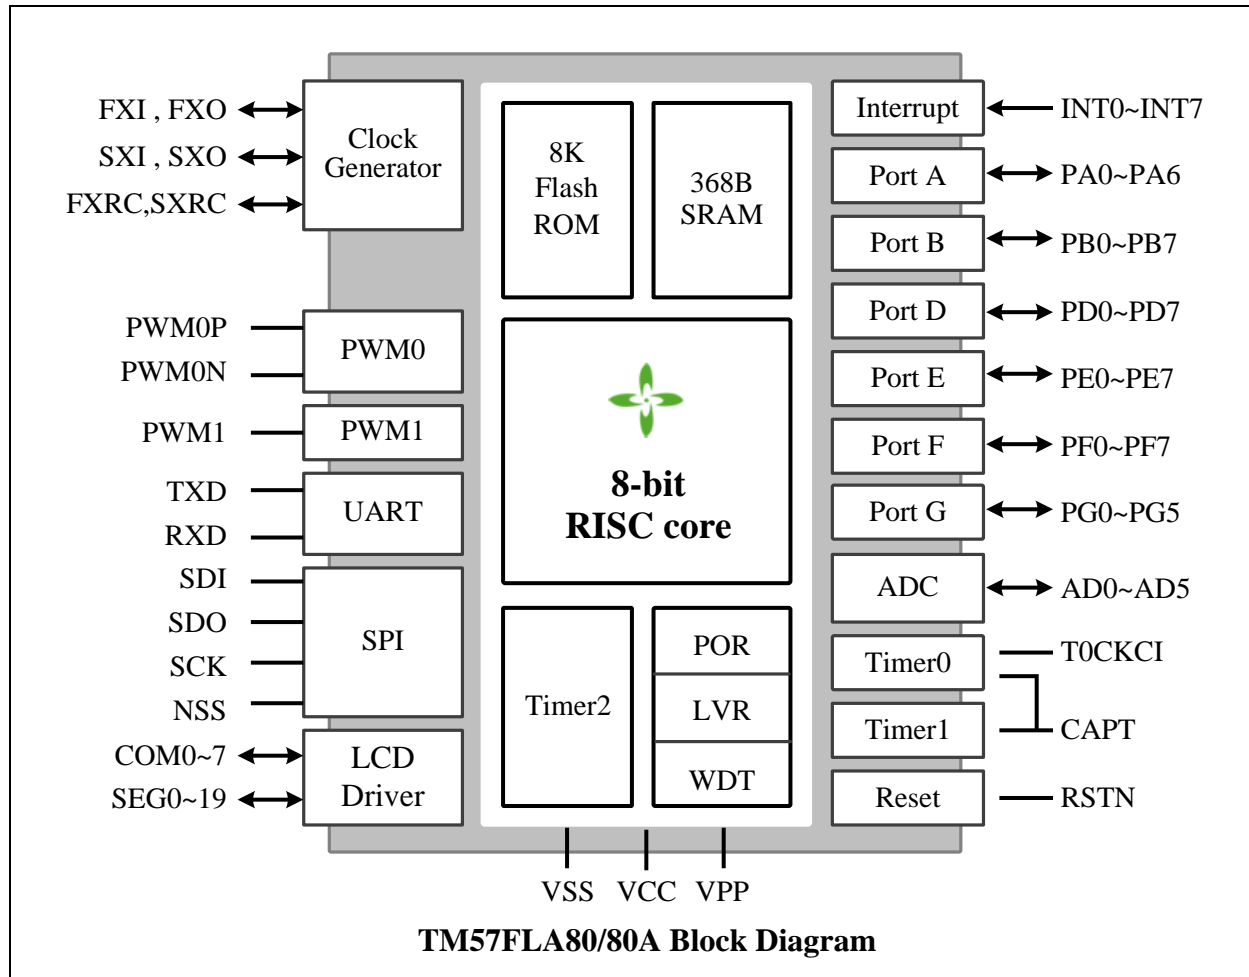 FXI , FXO
SXI , SXO
FXRC,SXRC
PWM0P
PWM0N
PWM1
TXD
RXD
SDI
SDO
SCK
NSS
COM0~7
SEG0~19
Clock
Generator
PWM0
PWM1
UART
SPI
LCD
Driver
8K
Flash
ROM
368B
SRAM
8-bit
RISC core
Timer2
POR
LVR
WDT
Interrupt
Port A
Port B
Port D
Port E
Port F
Port G
ADC
Timer0
Timer1
Reset
INT0~INT7
PA0~PA6
PB0~PB7
PD0~PD7
PE0~PE7
PF0~PF7
PG0~PG5
AD0~AD5
T0CKCI
CAPT
RSTN
VSS
VCC
VPP
TM57FLA80/80A Block Diagram